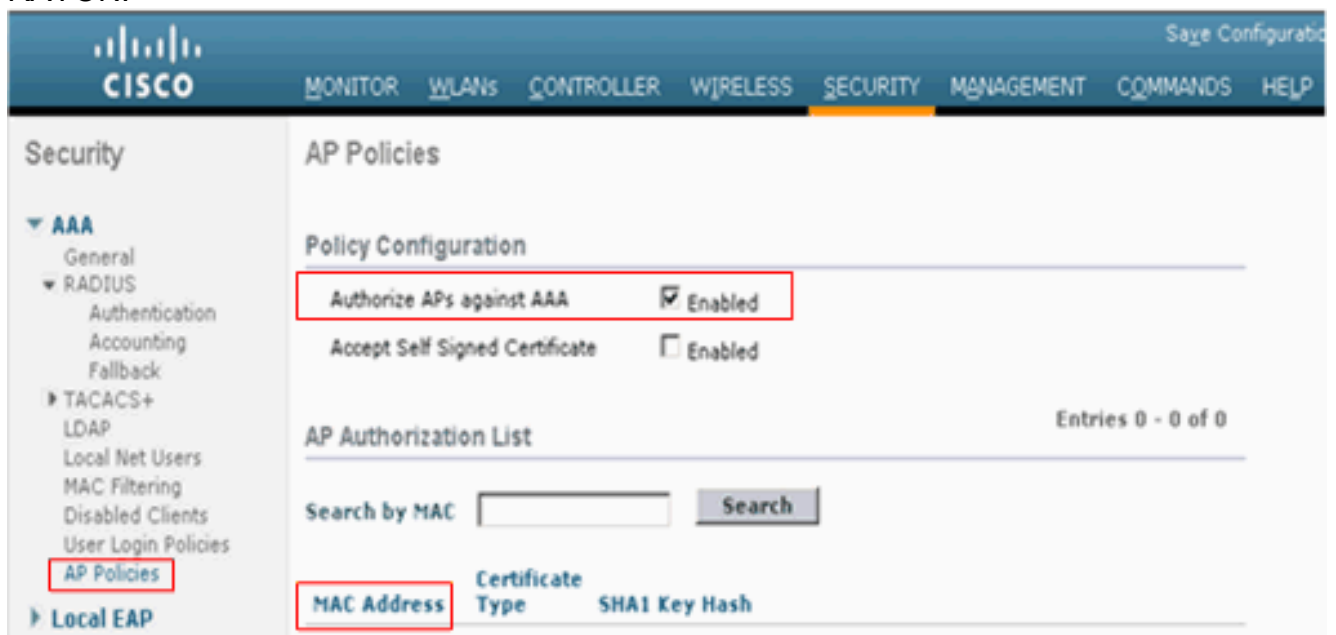 Save Configuratio
CISCO
MONITOR WLANs CONTROLLER WIRELESS SECURITY MANAGEMENT COMMANDS HELP
Security
AAA
General
RADIUS
Authentication
Accounting
Fallback
TACACS+
LDAP
Local Net Users
MAC Filtering
Disabled Clients
User Login Policies
AP Policies
Local EAP
AP Policies
Policy Configuration
Authorize APs against AAA Enabled
Accept Self Signed Certificate Enabled
AP Authorization List Entries 0 - 0 of 0
Search by MAC Search
MAC Address Certificate Type SHA1 Key Hash